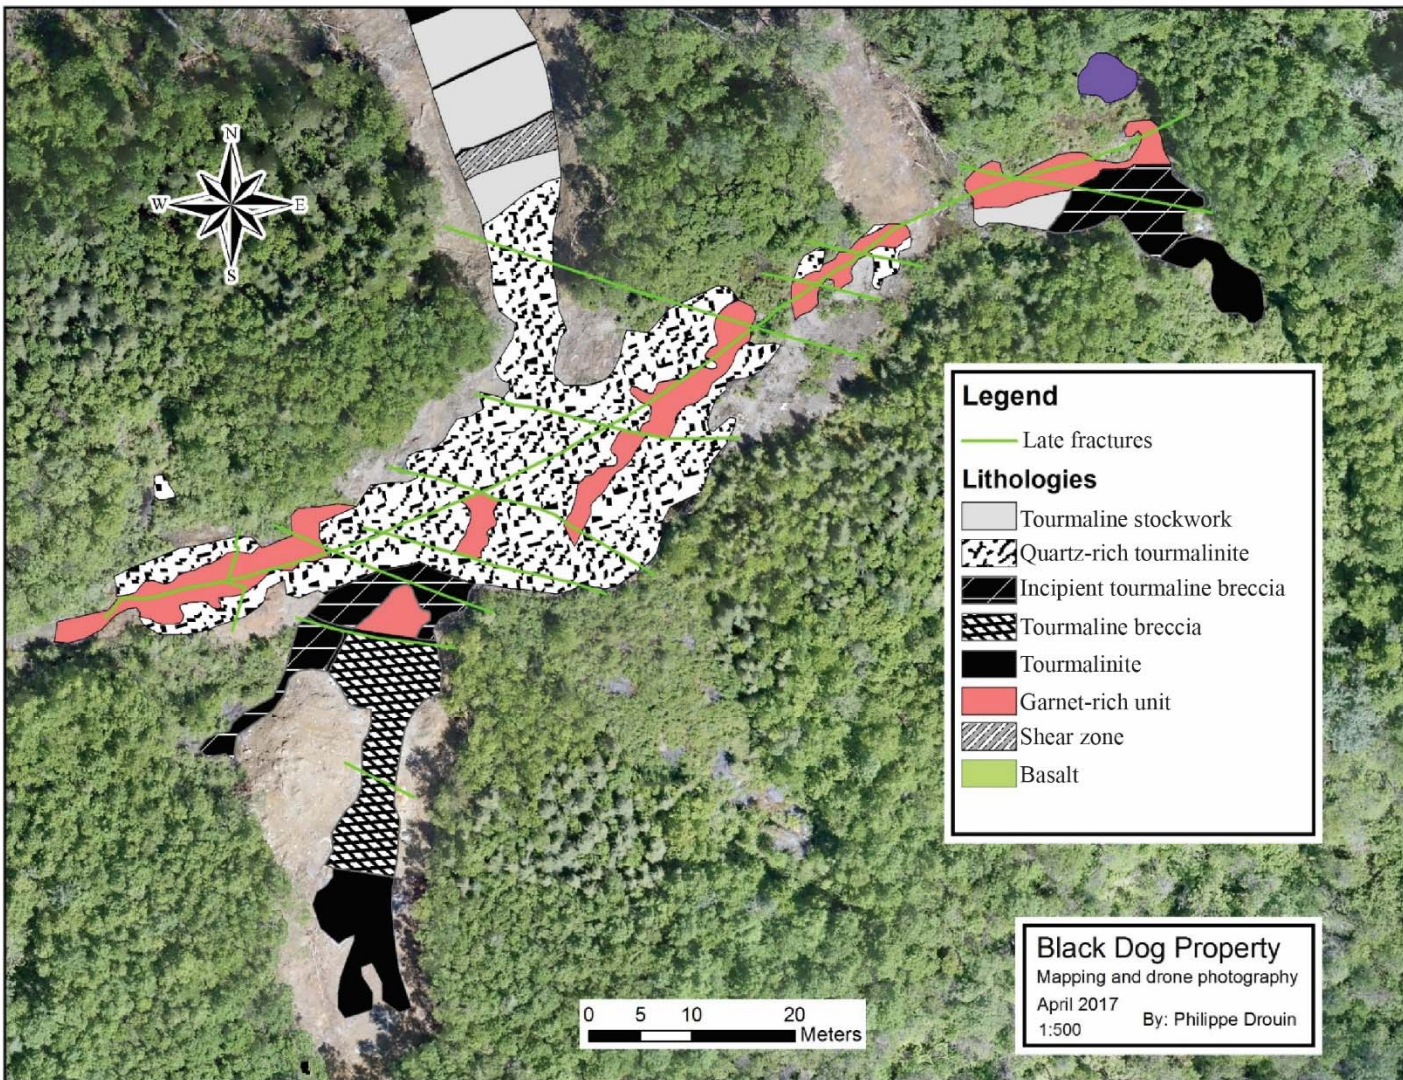 N
W
E
S
Legend
Late fractures
Lithologies
Tourmaline stockwork
Quartz-rich tourmalinite
Incipient tourmaline breccia
Tourmaline breccia
Tourmalinite
Garnet-rich unit
Shear zone
Basalt
Black Dog Property
Mapping and drone photography
April 2017
1:500 By: Philippe Drouin
0 5 10 20
Meters